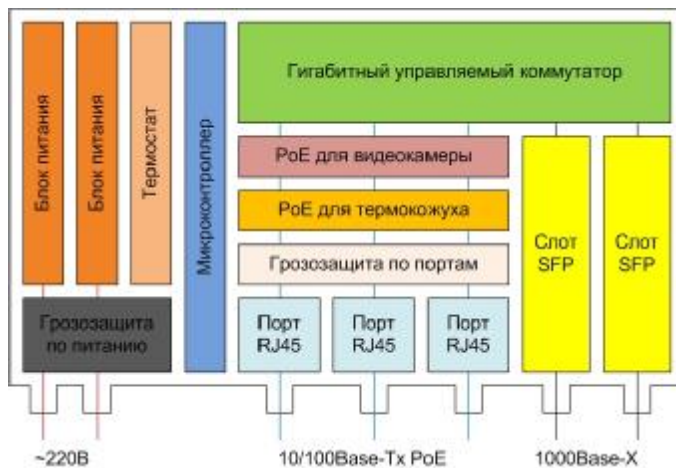 Блок питания
Блок питания
Термостат
Микроконтроллер
Гигабитный управляемый коммутатор
PoE для видеокамеры
PoE для термокожуха
Грозозащита по портам
Слот
SFP
Слот
SFP
Грозозащита
по питанию
Порт
RJ45
Порт
RJ45
Порт
RJ45
~220В
10/100Base-Tx PoE
1000Base-X